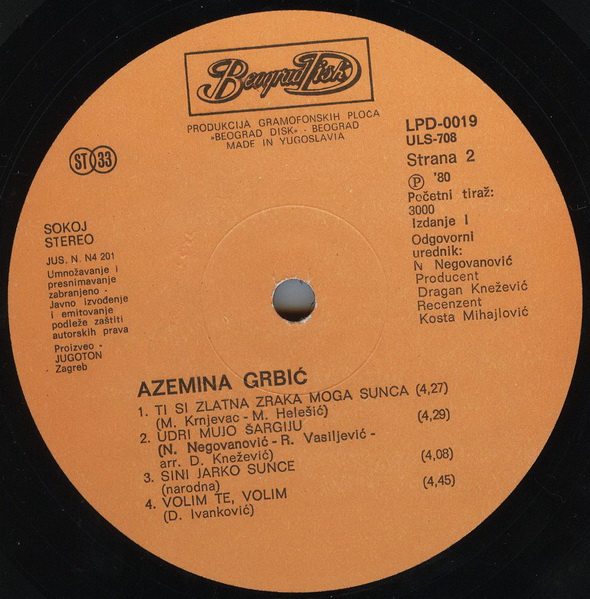 Beograd Disk
PRODUKCIJA GRAMOFONSKIH PLOČA
«BEOGRAD DISK» · BEOGRAD
MADE IN YUGOSLAVIA
LPD-0019
ULS-708
Strana 2
Ⓟ '80
Početni tiraž:
3000
Izdanje I
Odgovorni
urednik:
N Negovanović
Producent
Dragan Knežević
Recenzent
Kosta Mihajlović
ST 33
SOKOJ
STEREO
JUS. N. N4 201
Umnožavanje i
presnimavanje
zabranjeno -
Javno izvođenje
i emitovanje
podleže zaštiti
autorskih prava
Proizveo -
JUGOTON
- Zagreb
AZEMINA GRBIĆ
1. TI SI ZLATNA ZRAKA MOGA SUNCA (4,27)
(M. Krnjevac - M. Helešić)
2. UDRI MUJO ŠARGIJU (4,29)
(N. Negovanović - R. Vasiljević -
arr. D. Knežević)
3. SINI JARKO SUNCE (4,08)
(narodna)
4. VOLIM TE, VOLIM (4,45)
(D. Ivanković)